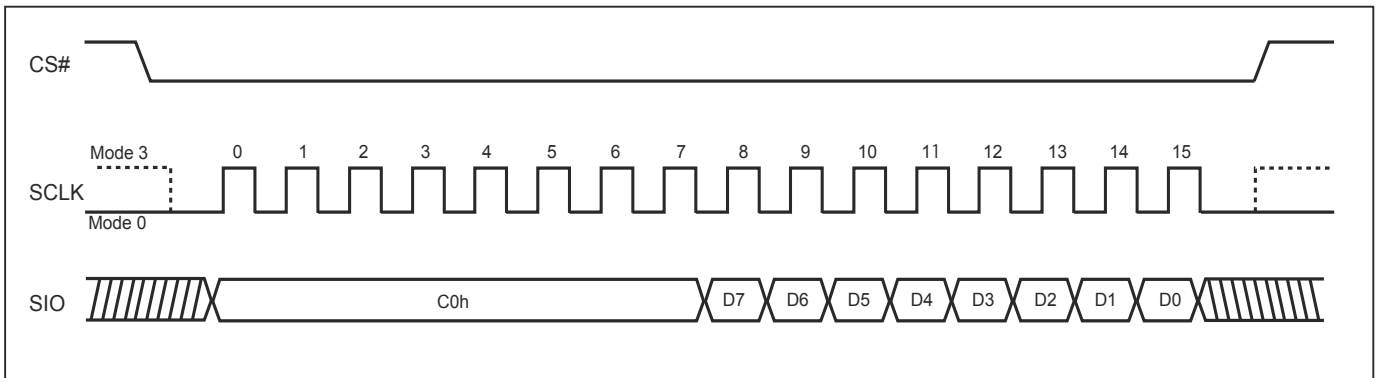 CS#
Mode 3
0 1 2 3 4 5 6 7 8 9 10 11 12 13 14 15
SCLK
Mode 0
SIO
C0h D7 D6 D5 D4 D3 D2 D1 D0